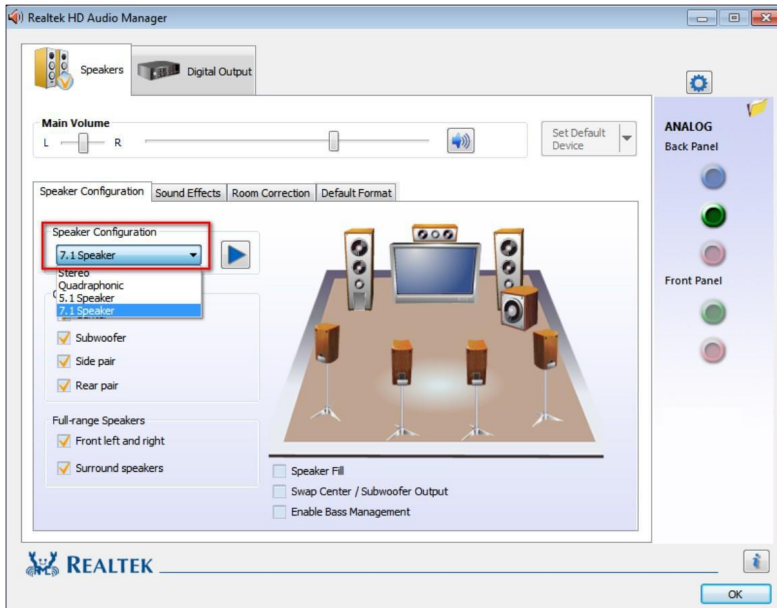 Realtek HD Audio Manager
Speakers
Digital Output
Main Volume
L R
Set Default
Device
ANALOG
Back Panel
Front Panel
Speaker Configuration
Sound Effects
Room Correction
Default Format
Speaker Configuration
7.1 Speaker
Stereo
Quadraphonic
5.1 Speaker
7.1 Speaker
Subwoofer
Side pair
Rear pair
Full-range Speakers
Front left and right
Surround speakers
Speaker Fill
Swap Center / Subwoofer Output
Enable Bass Management
REALTEK
OK